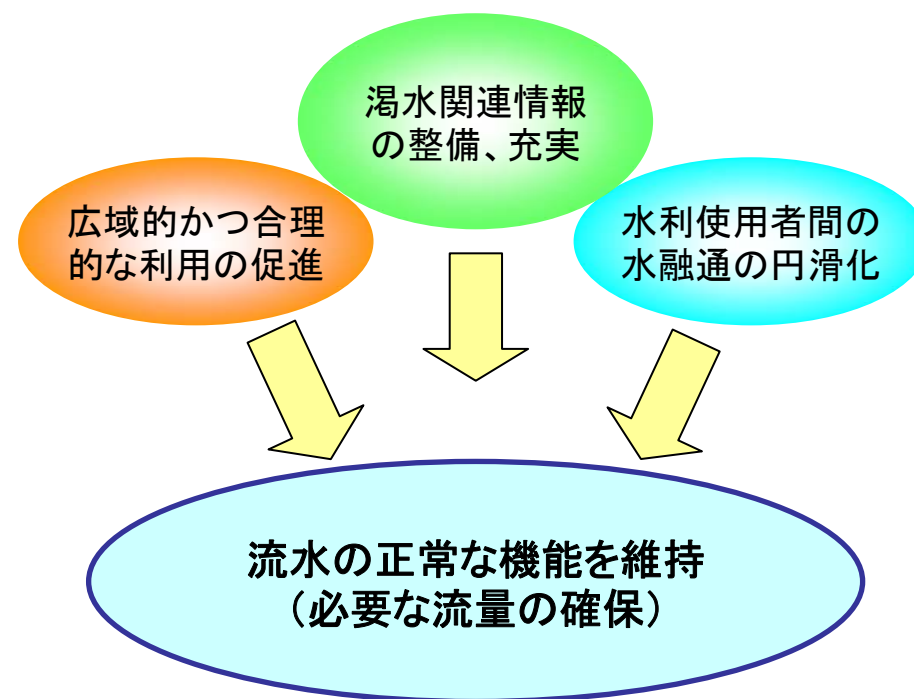 渇水関連情報
の整備、充実
広域的かつ合理
的な利用の促進
水利使用者間の
水融通の円滑化
流水の正常な機能を維持
（必要な流量の確保）